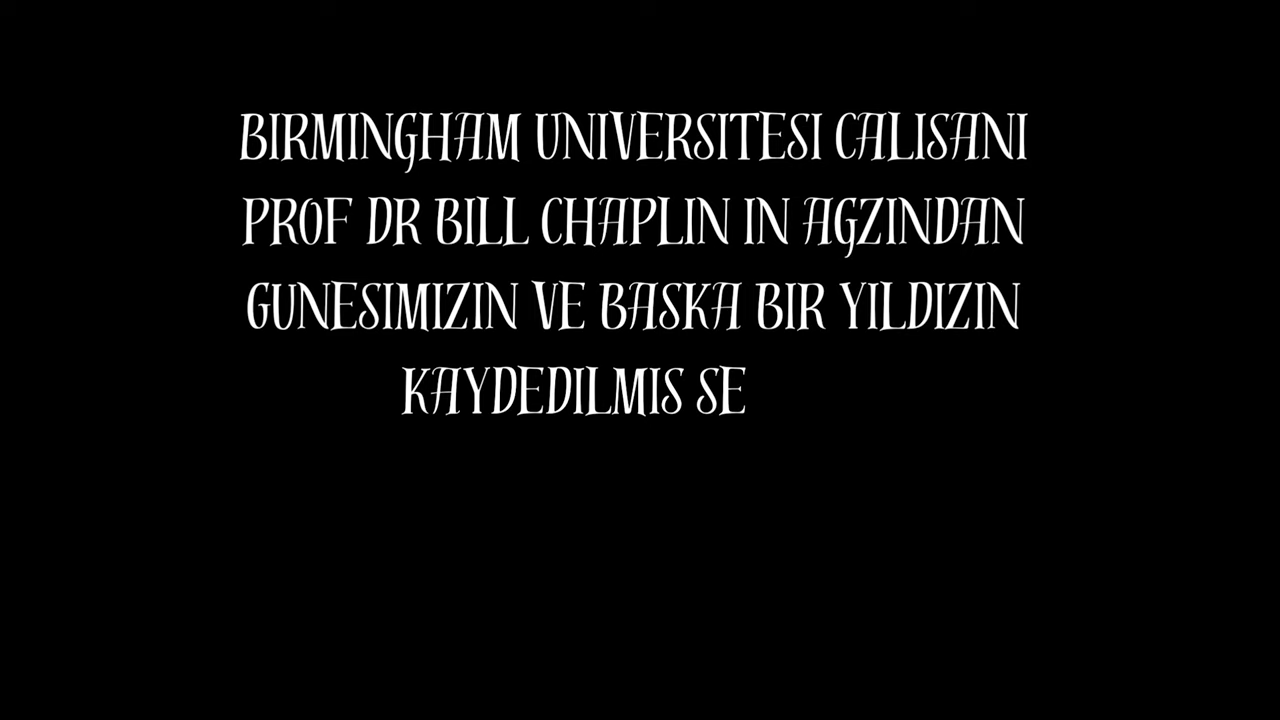 BIRMINGHAM UNIVERSITESI CALISANI
PROF DR BILL CHAPLIN IN AGZINDAN
GUNESIMIZIN VE BASKA BIR YILDIZIN
KAYDEDILMIS SE